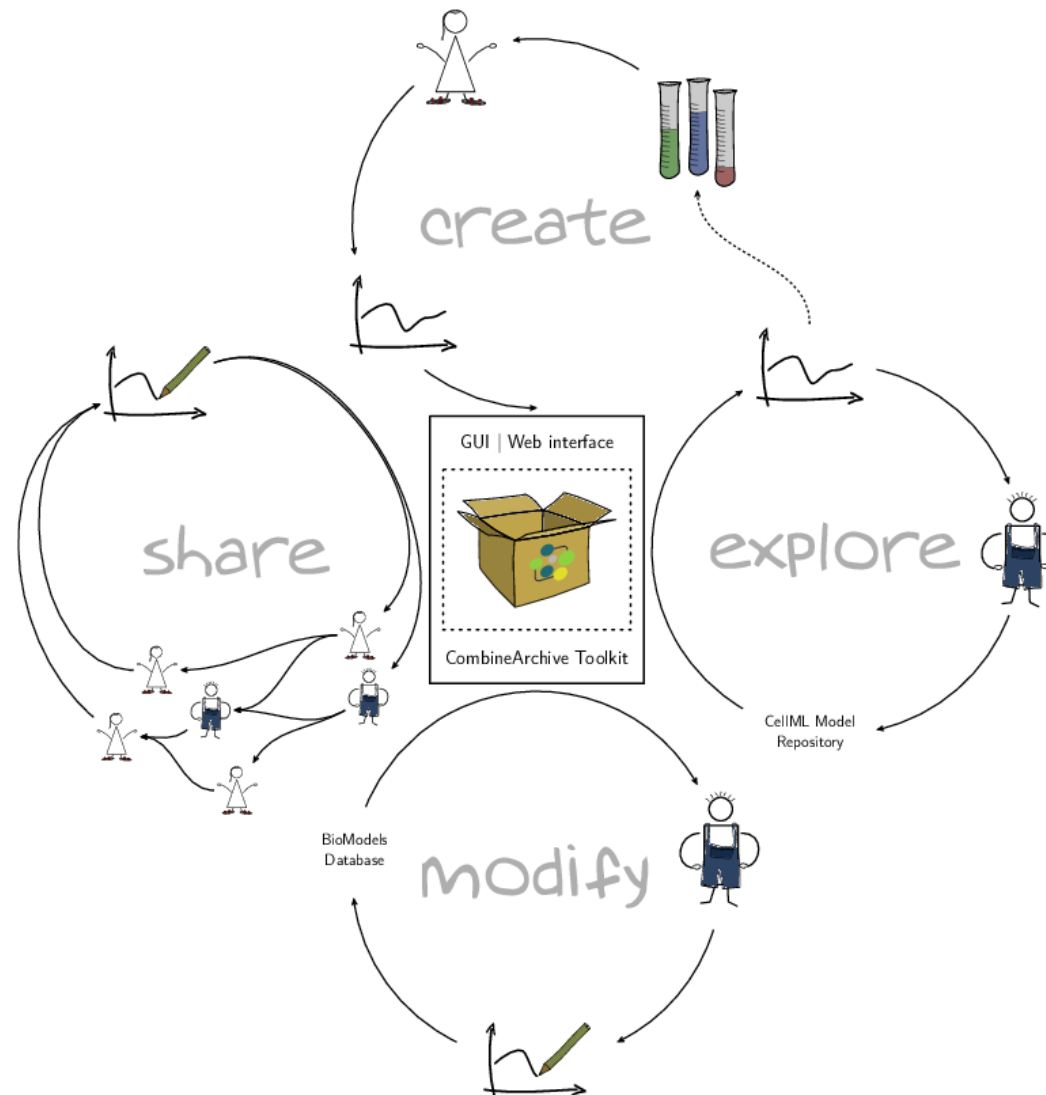 create
GUI | Web interface
share
explore
CombineArchive Toolkit
CellML Model
Repository
BioModels
Database
modify